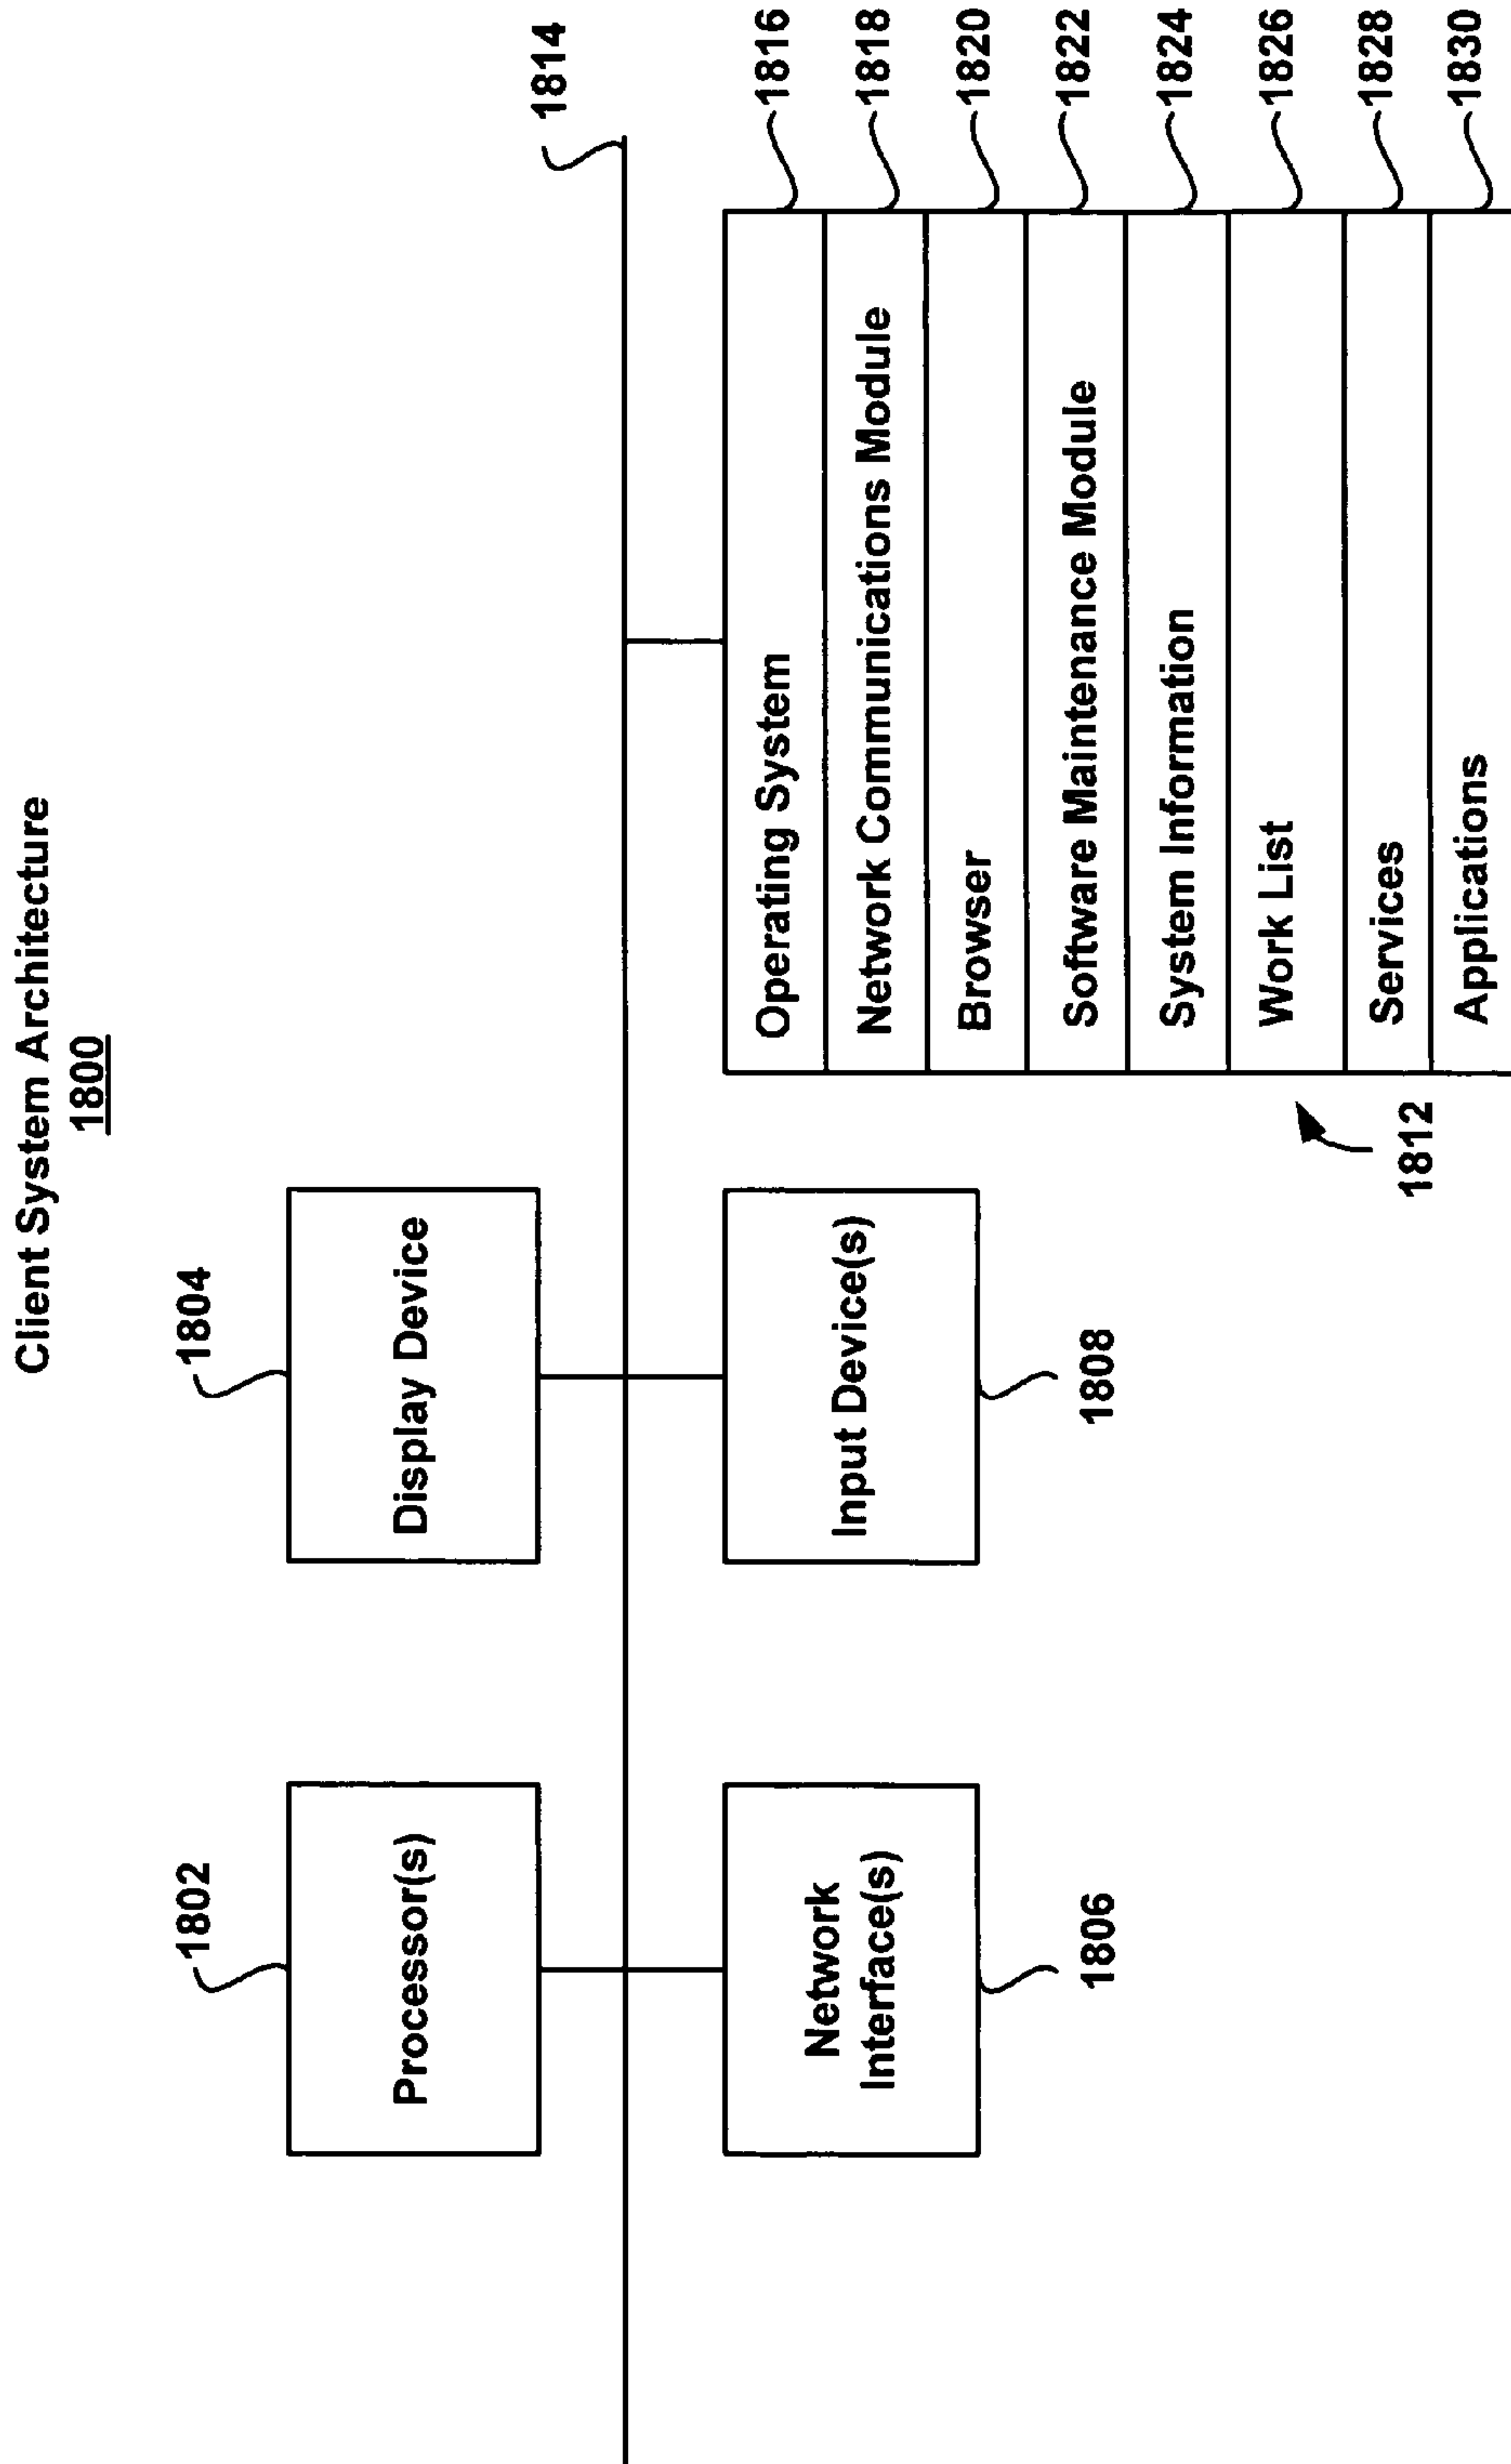 Client System Architecture
1800
1802
Processor(s)
1804
Display Device
1814
Network
Interface(s)
1806
Input Device(s)
1808
Operating System
1816
Network Communications Module
1818
Browser
1820
Software Maintenance Module
1822
System Information
1824
Work List
1826
Services
1828
Applications
1830
1812